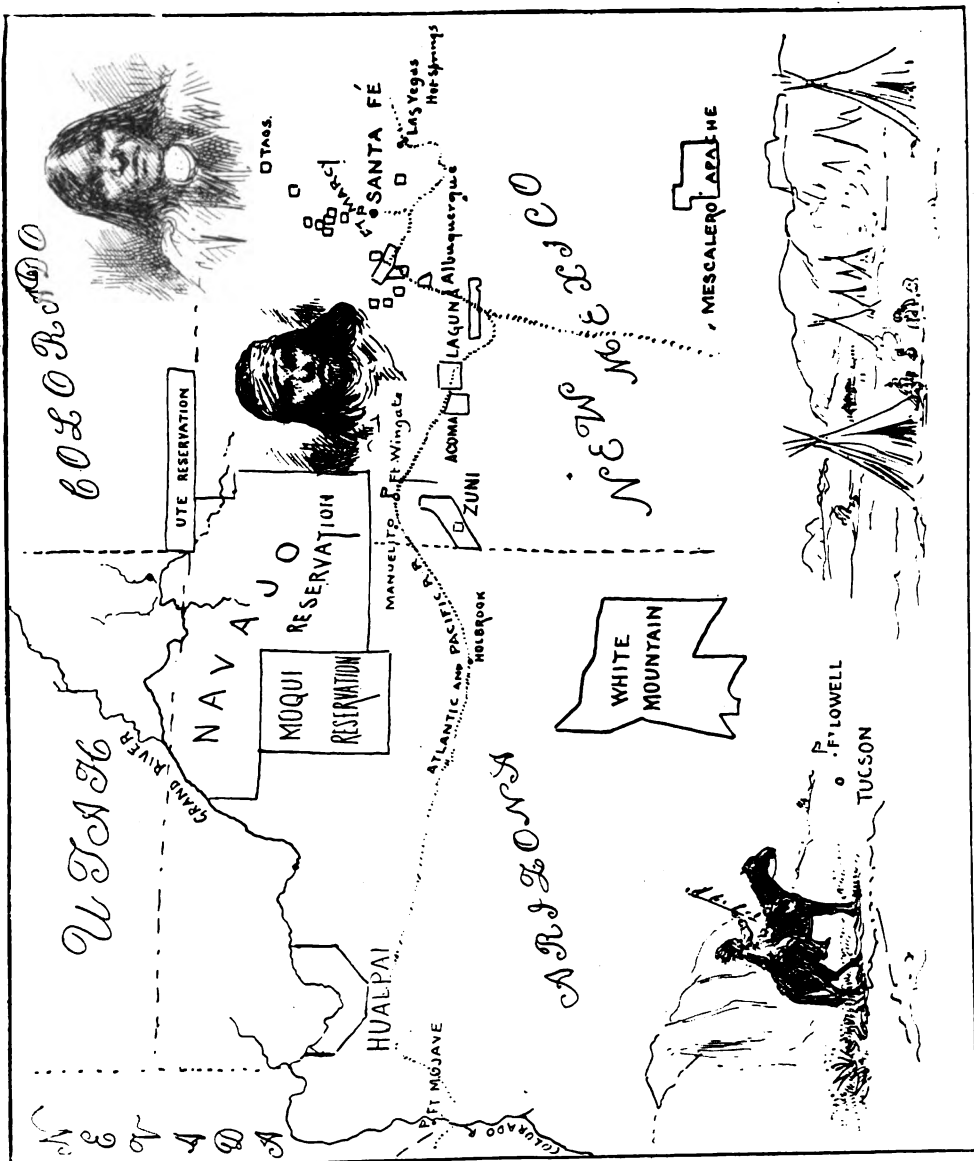 NEVADA
UTAH
COLORADO
GRAND RIVER
UTE RESERVATION
NAVAJO
RESERVATION
MOQUI
RESERVATION
TAOS.
FT MARCY
SANTA FÉ
Las Vegas
Hot-Springs
HUALPAI
FT MOJAVE
COLORADO R.
ATLANTIC AND PACIFIC R. R.
HOLBROOK
MANUELITO
FT. Wingate
ZUNI
ACOMA
LAGUNA
Albuquerque
ARIZONA
NEW MEXICO
WHITE
MOUNTAIN
MESCALERO APACHE
FT LOWELL
TUCSON